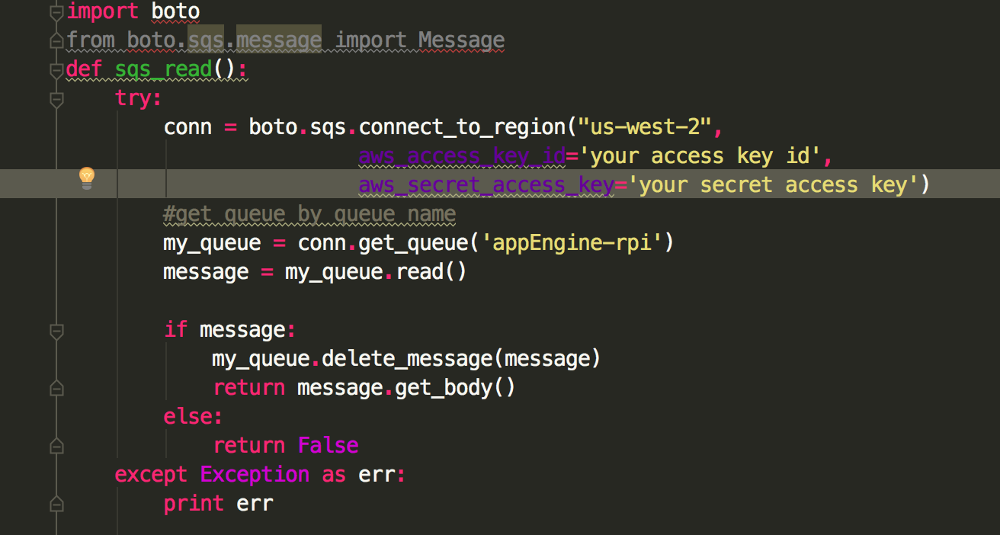 import boto
from boto.sqs.message import Message
def sqs_read():
    try:
        conn = boto.sqs.connect_to_region("us-west-2",
                        aws_access_key_id='your access key id',
                        aws_secret_access_key='your secret access key')
        #get queue by queue name
        my_queue = conn.get_queue('appEngine-rpi')
        message = my_queue.read()
        if message:
            my_queue.delete_message(message)
            return message.get_body()
        else:
            return False
    except Exception as err:
        print err